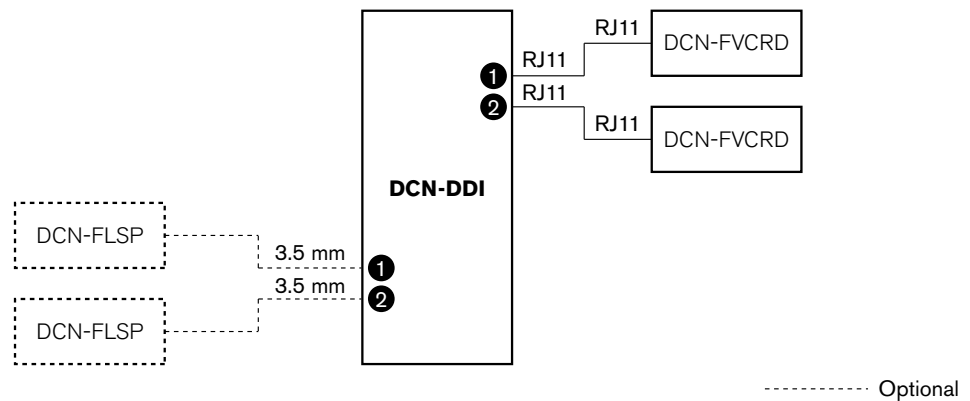 RJ11
DCN-FVCRD
RJ11
1
RJ11
2
RJ11
DCN-FVCRD
DCN-DDI
DCN-FLSP
3.5 mm
1
3.5 mm
2
DCN-FLSP
Optional